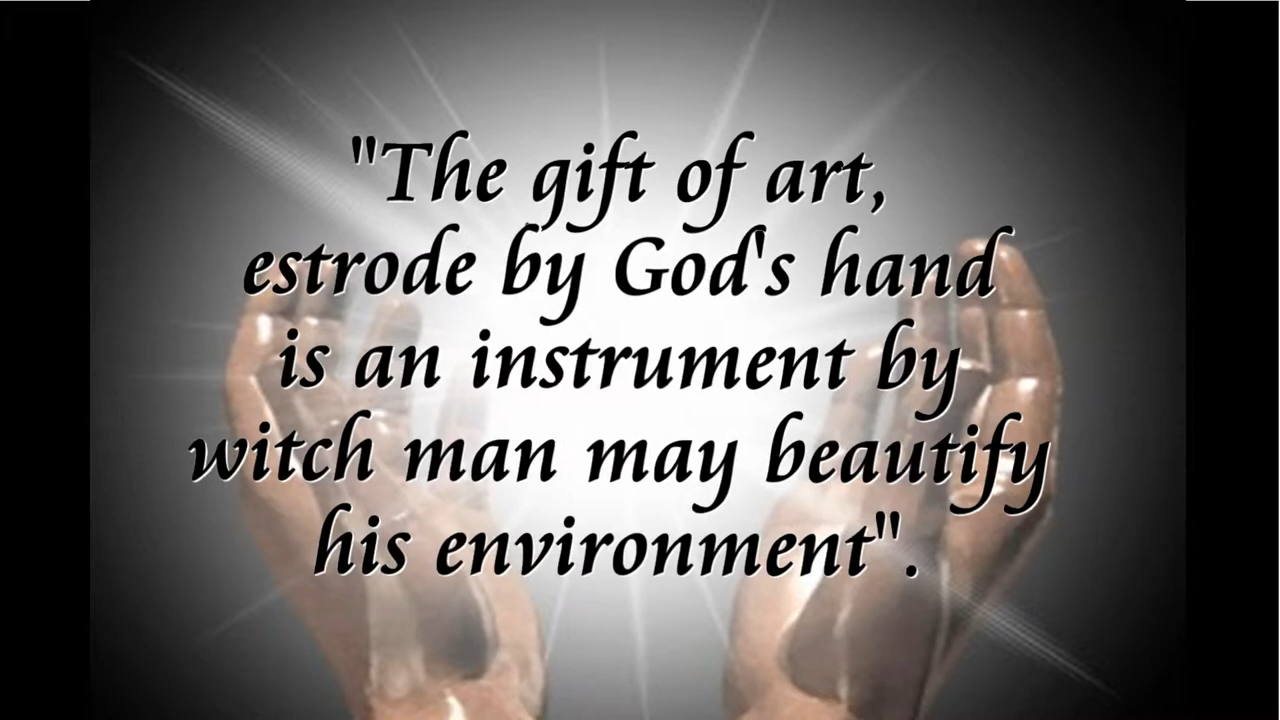 "The gift of art,
estrode by God's hand
is an instrument by
witch man may beautify
his environment".